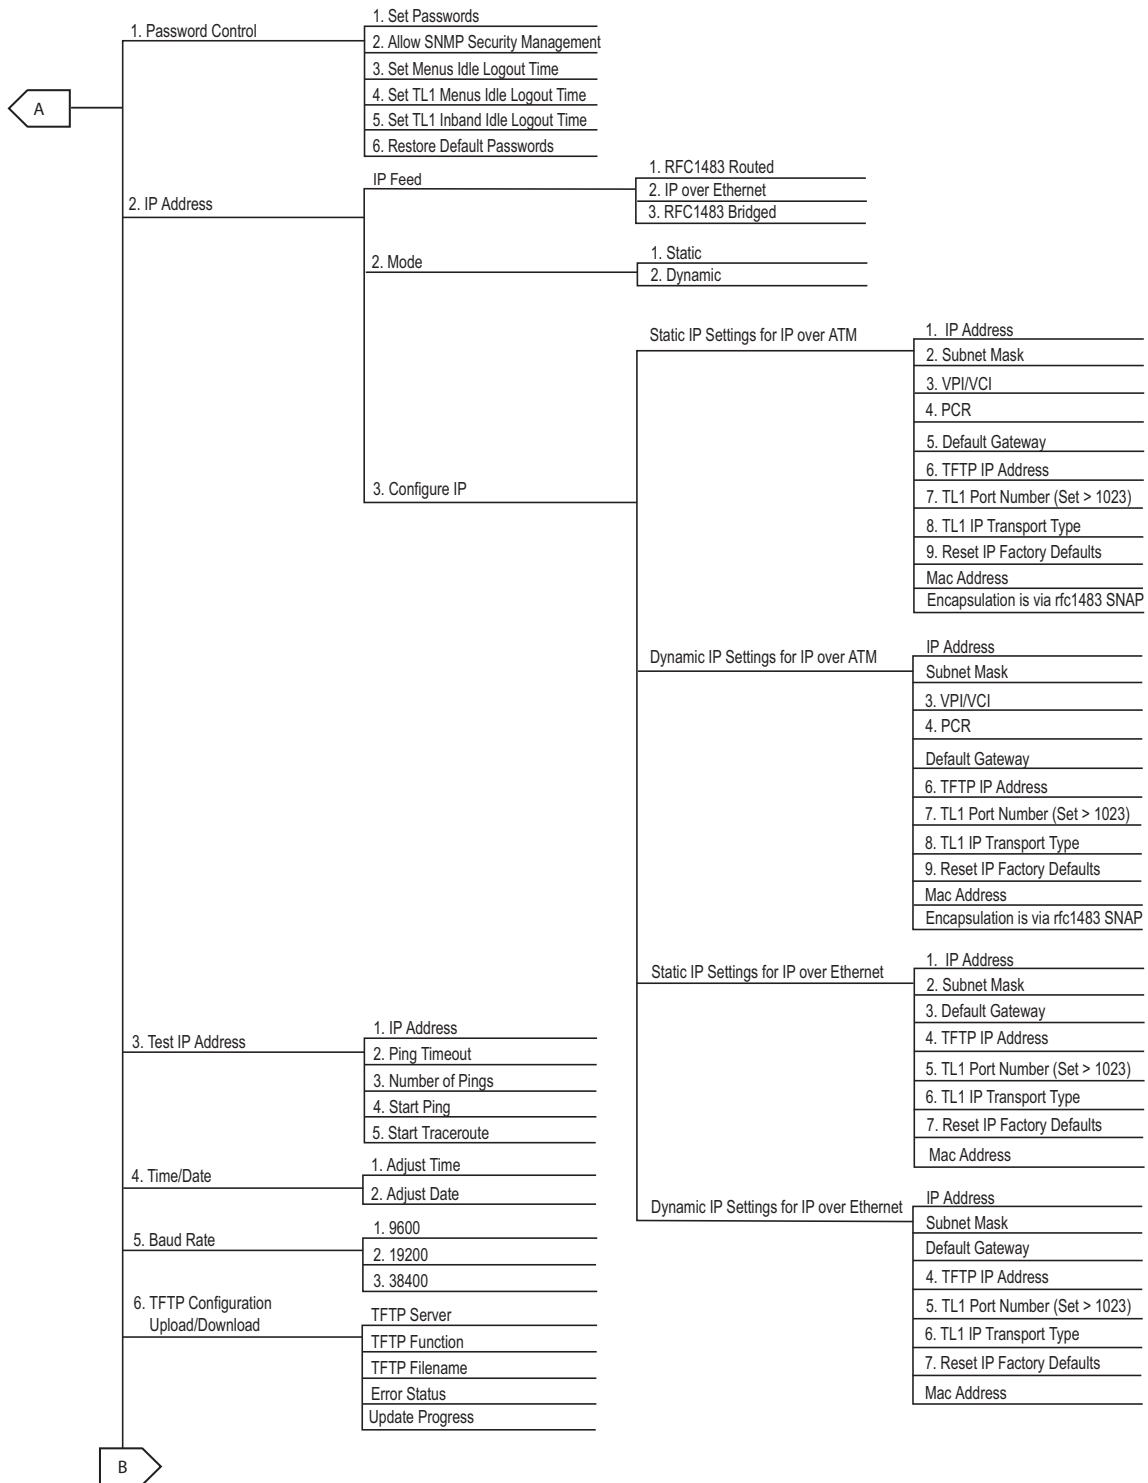 A
1. Password Control
1. Set Passwords
2. Allow SNMP Security Management
3. Set Menus Idle Logout Time
4. Set TL1 Menus Idle Logout Time
5. Set TL1 Inband Idle Logout Time
6. Restore Default Passwords
2. IP Address
IP Feed
1. RFC1483 Routed
2. IP over Ethernet
3. RFC1483 Bridged
2. Mode
1. Static
2. Dynamic
3. Configure IP
Static IP Settings for IP over ATM
1. IP Address
2. Subnet Mask
3. VPI/VCI
4. PCR
5. Default Gateway
6. TFTP IP Address
7. TL1 Port Number (Set > 1023)
8. TL1 IP Transport Type
9. Reset IP Factory Defaults
Mac Address
Encapsulation is via rfc1483 SNAP
Dynamic IP Settings for IP over ATM
IP Address
Subnet Mask
3. VPI/VCI
4. PCR
Default Gateway
6. TFTP IP Address
7. TL1 Port Number (Set > 1023)
8. TL1 IP Transport Type
9. Reset IP Factory Defaults
Mac Address
Encapsulation is via rfc1483 SNAP
Static IP Settings for IP over Ethernet
1. IP Address
2. Subnet Mask
3. Default Gateway
4. TFTP IP Address
5. TL1 Port Number (Set > 1023)
6. TL1 IP Transport Type
7. Reset IP Factory Defaults
Mac Address
Dynamic IP Settings for IP over Ethernet
IP Address
Subnet Mask
Default Gateway
4. TFTP IP Address
5. TL1 Port Number (Set > 1023)
6. TL1 IP Transport Type
7. Reset IP Factory Defaults
Mac Address
3. Test IP Address
1. IP Address
2. Ping Timeout
3. Number of Pings
4. Start Ping
5. Start Traceroute
4. Time/Date
1. Adjust Time
2. Adjust Date
5. Baud Rate
1. 9600
2. 19200
3. 38400
6. TFTP Configuration
Upload/Download
TFTP Server
TFTP Function
TFTP Filename
Error Status
Update Progress
B